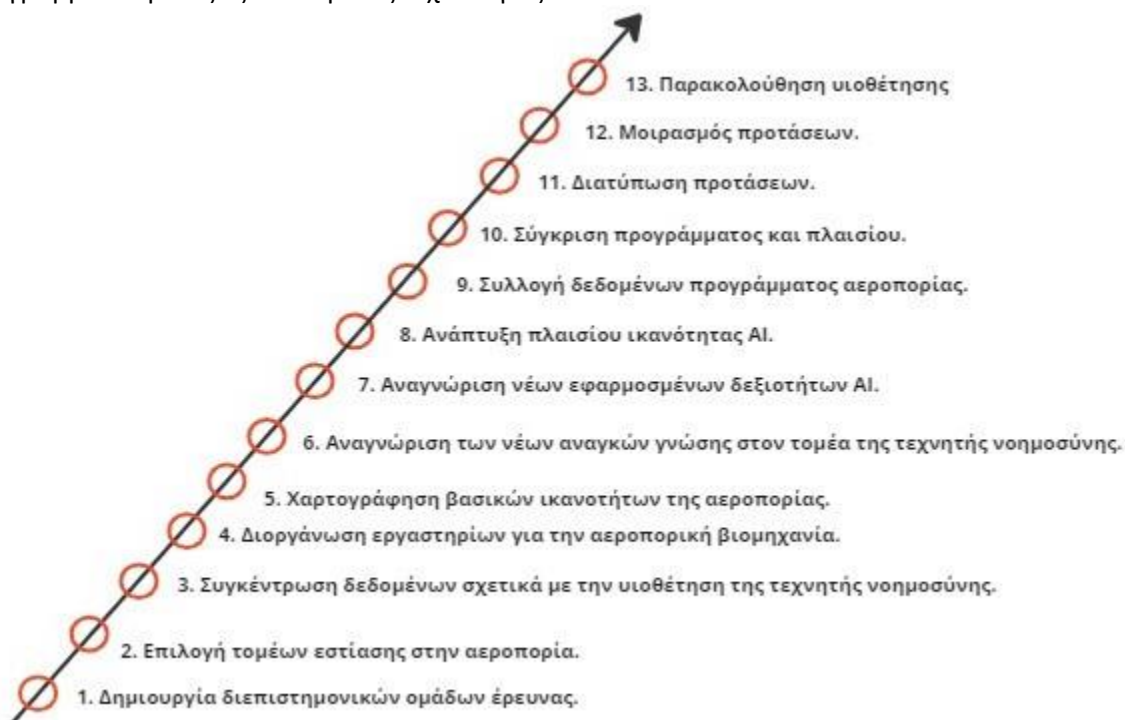 13. Παρακολούθηση υιοθέτησης
12. Μοιρασμός προτάσεων.
11. Διατύπωση προτάσεων.
10. Σύγκριση προγράμματος και πλαισίου.
9. Συλλογή δεδομένων προγράμματος αεροπορίας.
8. Ανάπτυξη πλαισίου ικανότητας AI.
7. Αναγνώριση νέων εφαρμοσμένων δεξιοτήτων AI.
6. Αναγνώριση των νέων αναγκών γνώσης στον τομέα της τεχνητής νοημοσύνης.
5. Χαρτογράφηση βασικών ικανοτήτων της αεροπορίας.
4. Διοργάνωση εργαστηρίων για την αεροπορική βιομηχανία.
3. Συγκέντρωση δεδομένων σχετικά με την υιοθέτηση της τεχνητής νοημοσύνης.
2. Επιλογή τομέων εστίασης στην αεροπορία.
1. Δημιουργία διεπιστημονικών ομάδων έρευνας.